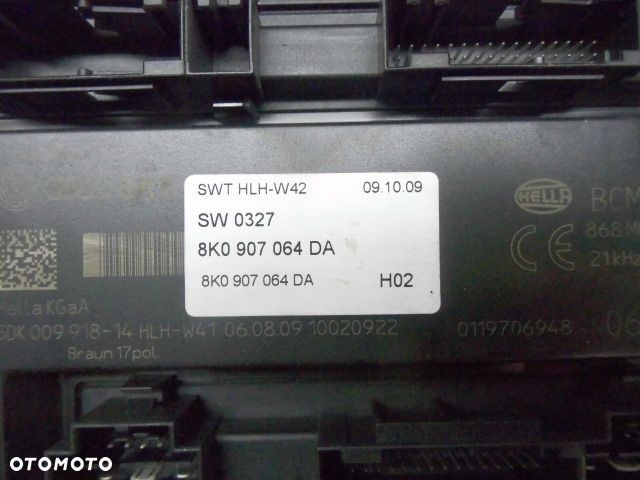 SWT HLH-W42 09.10.09
SW 0327
8K0 907 064 DA
8K0 907 064 DA H02
HELLA
BCM
CE 868 M
21kHz
Hella KGaA
5DK 009 918-14 HLH-W41 06.08.09 10020922 0119706948
Braun 17pol.
OTOMOTO